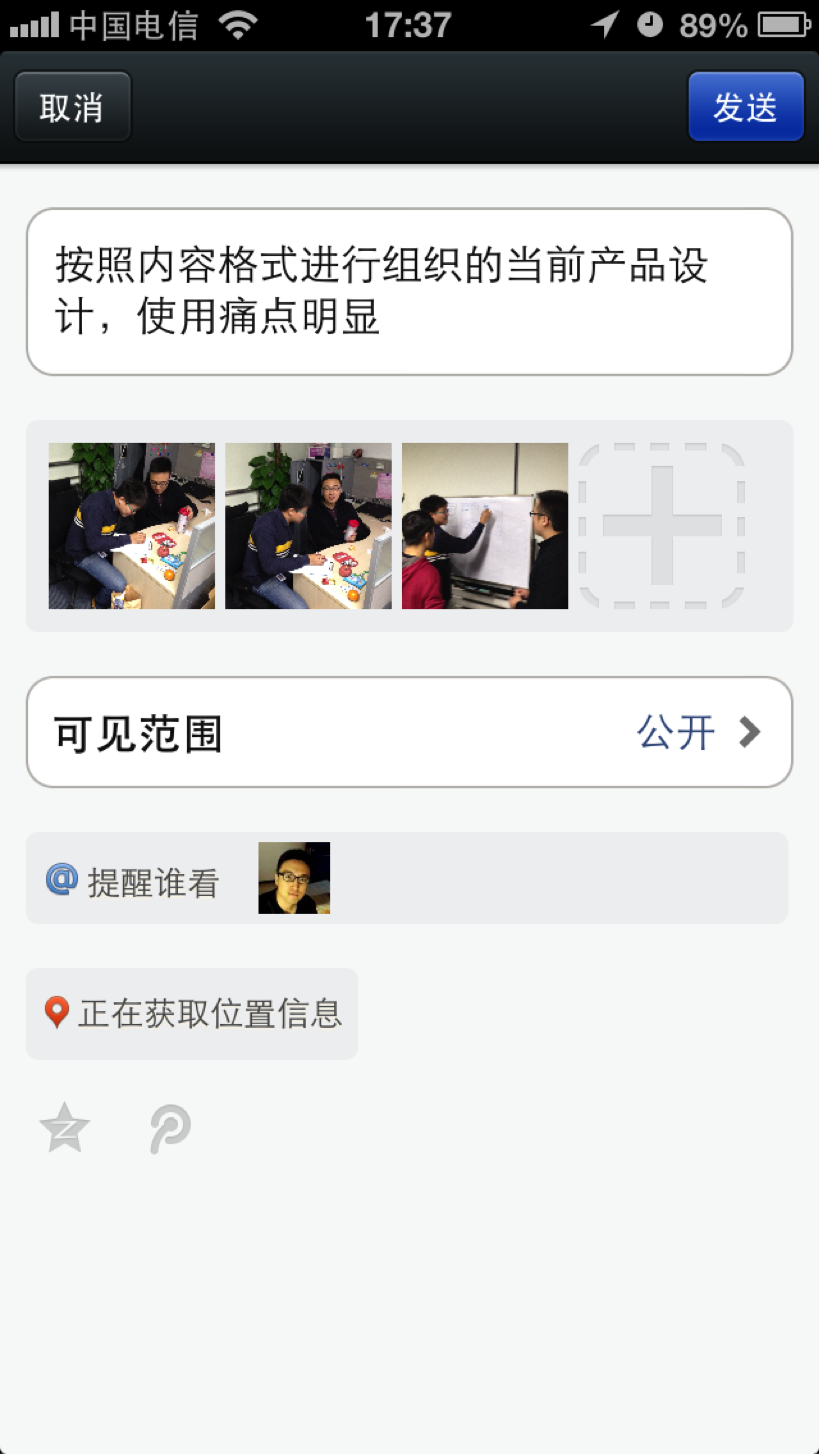 中国电信 17:37 89%
取消 发送
按照内容格式进行组织的当前产品设
计，使用痛点明显
可见范围 公开
@ 提醒谁看
正在获取位置信息